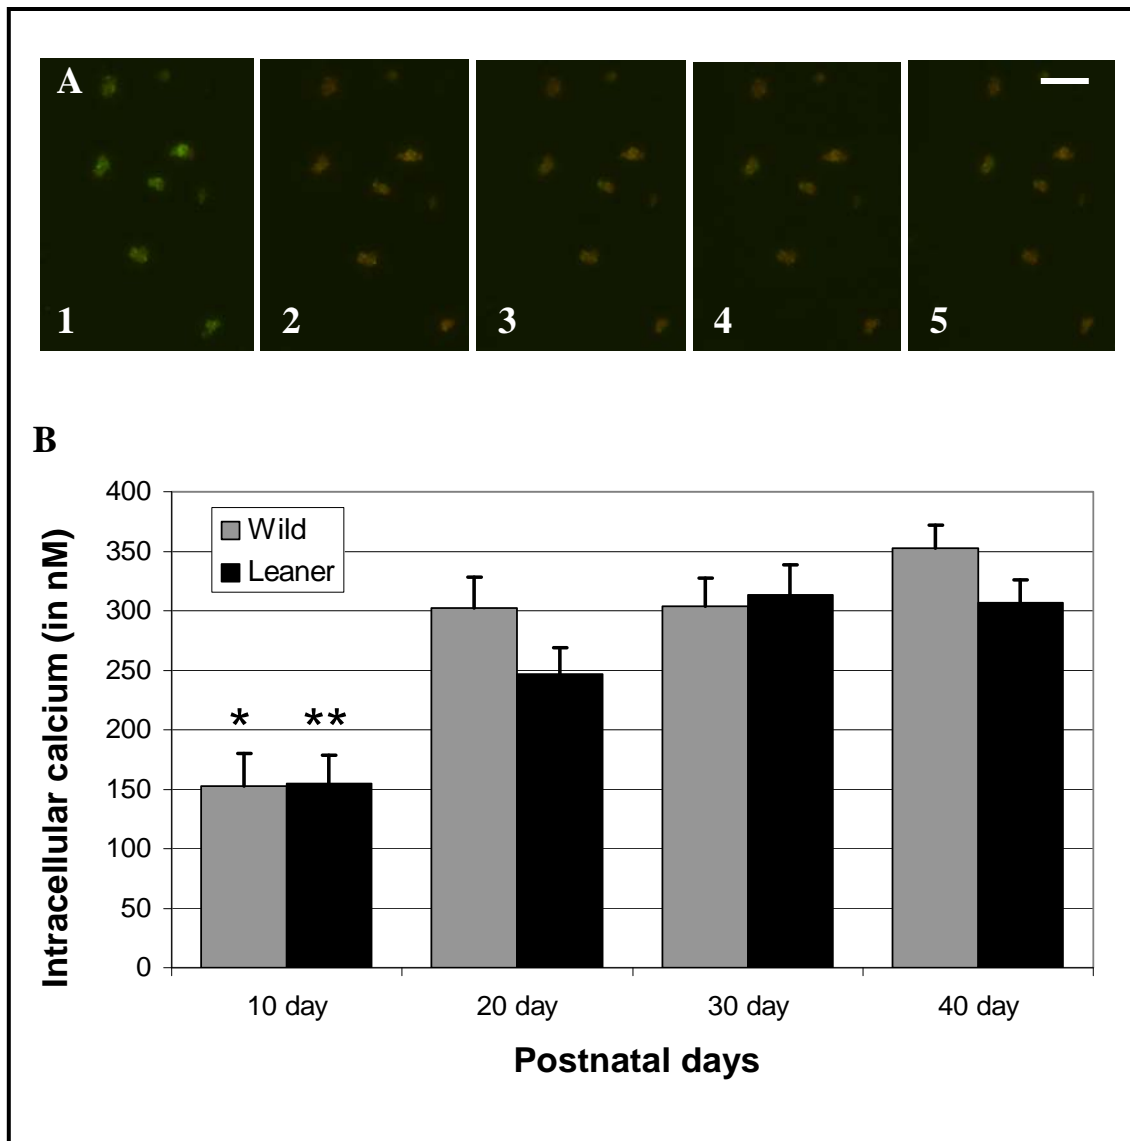 A
1 2 3 4 5
B
Intracellular calcium (in nM)
400
350
300
250
200
150
100
50
0
Wild
Leaner
* **
10 day 20 day 30 day 40 day
Postnatal days